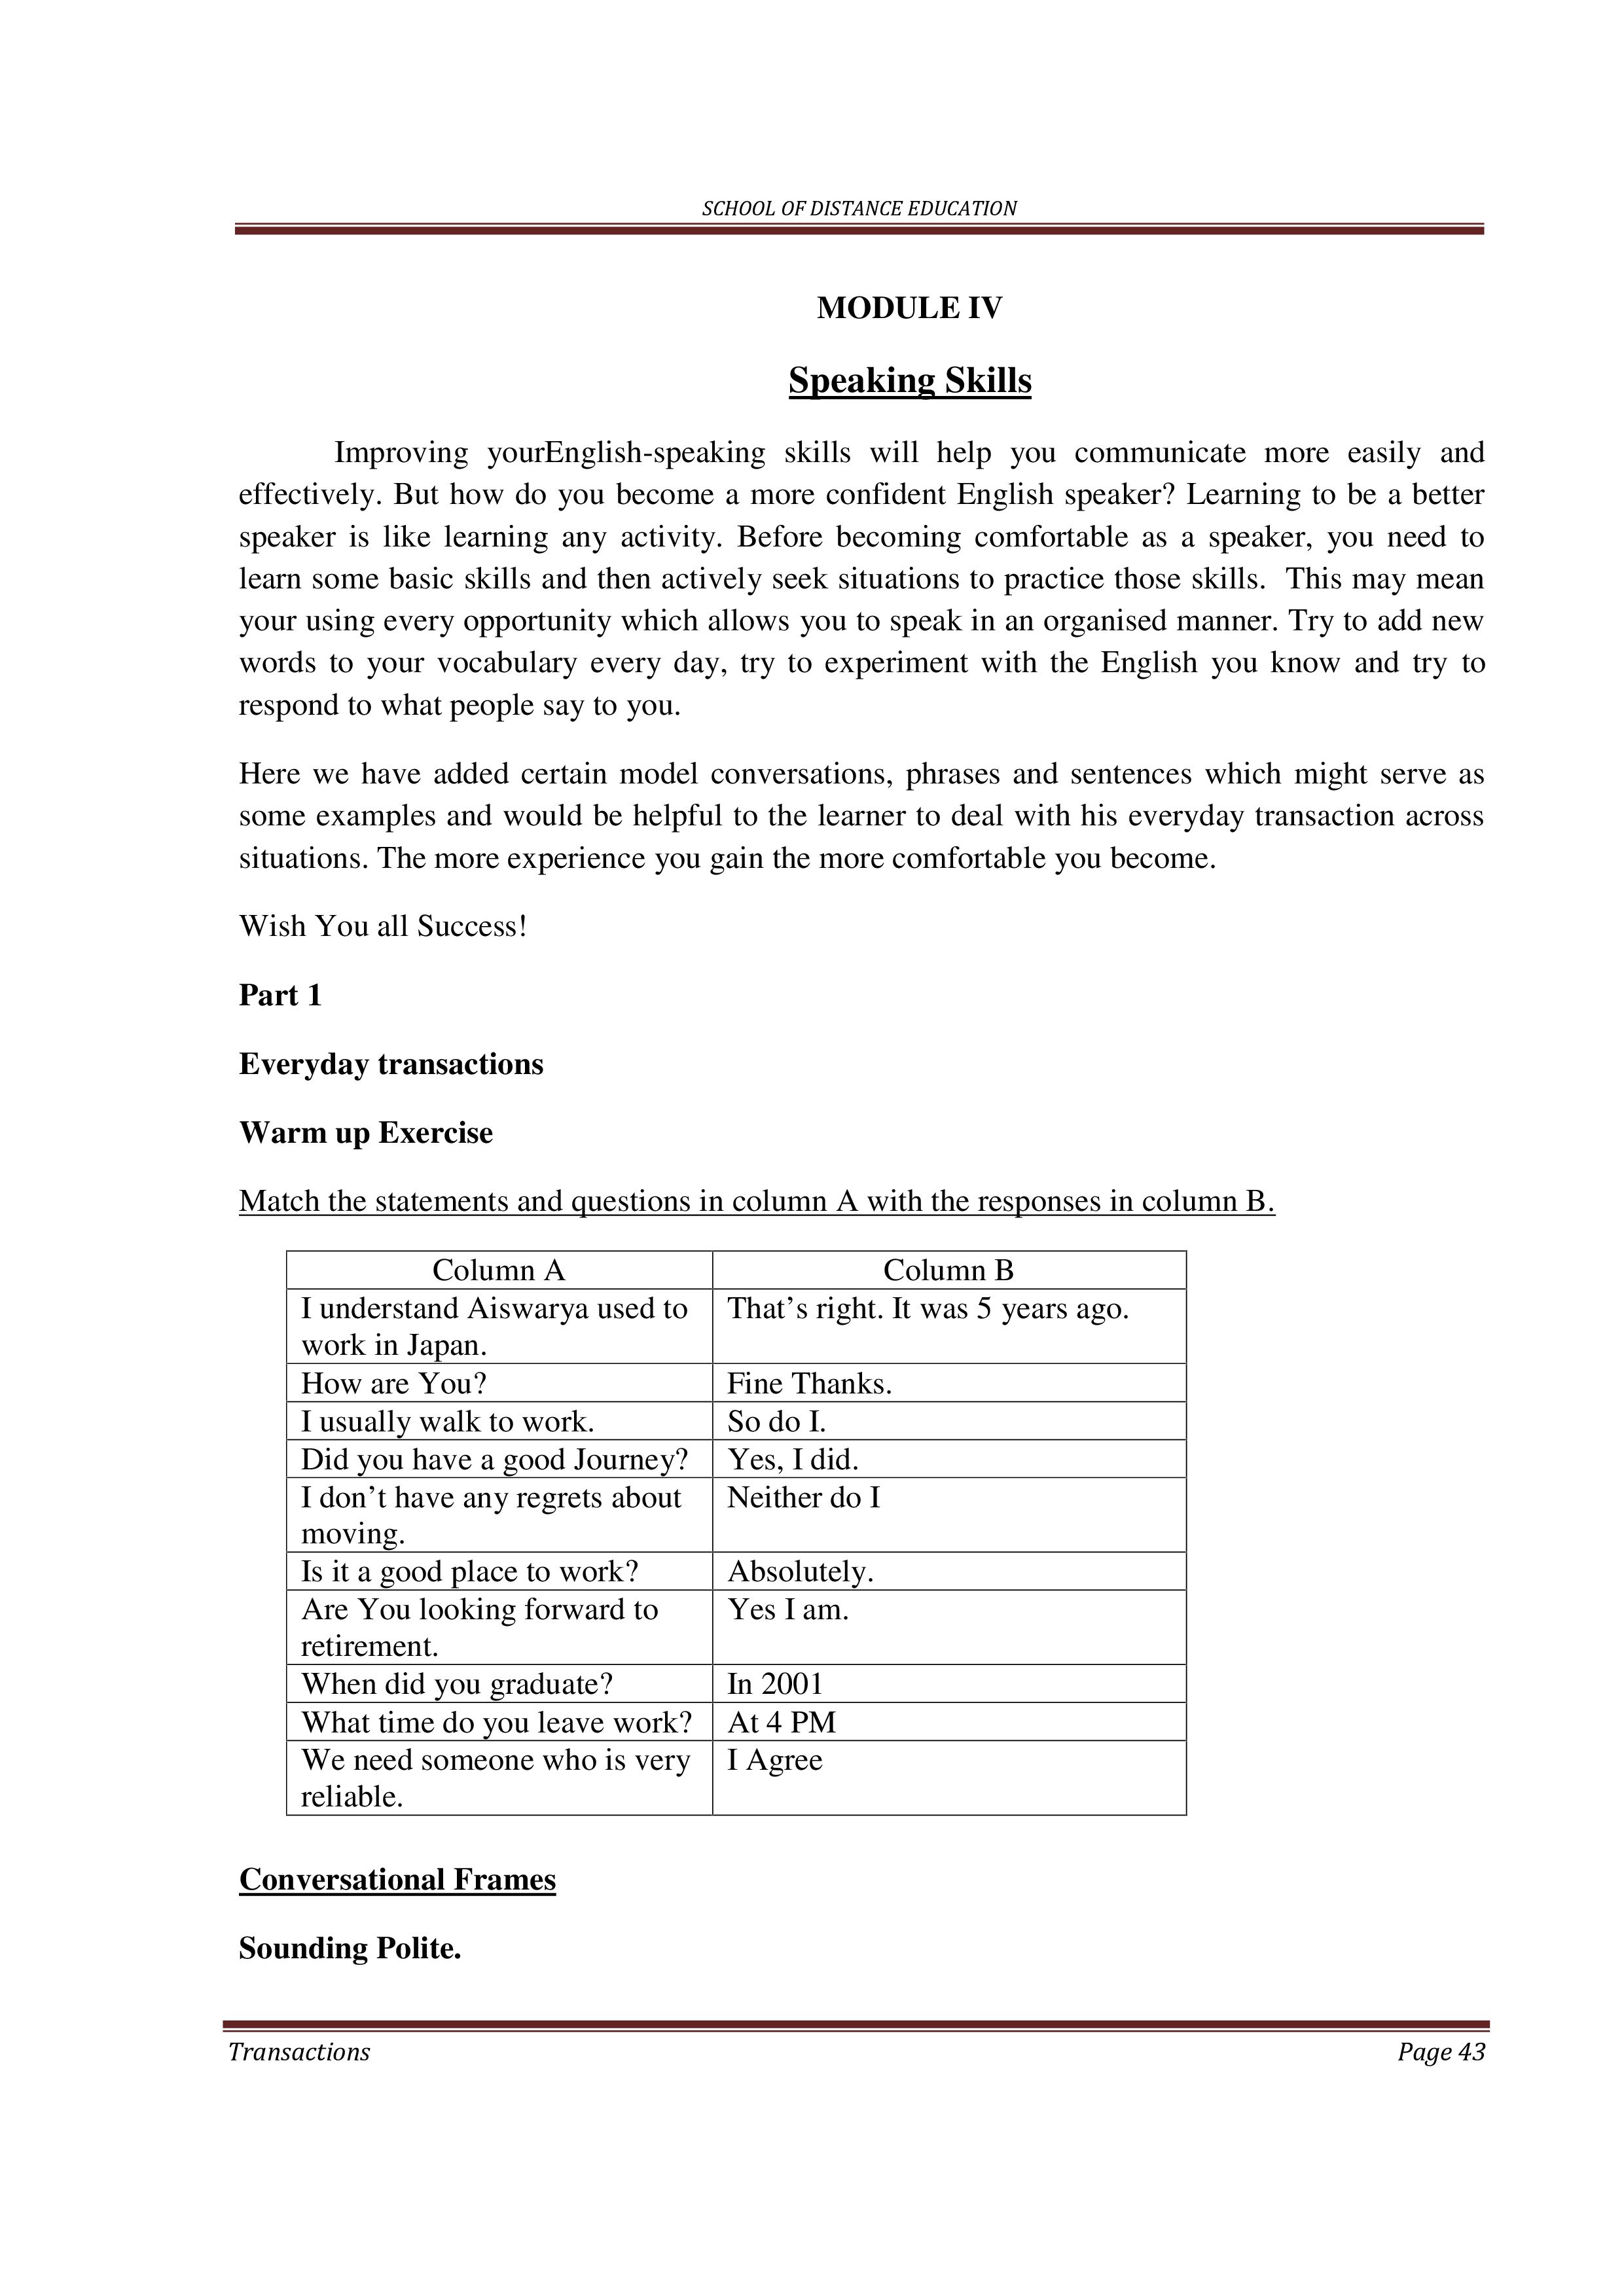 SCHOOL OF DISTANCE EDUCATION
MODULE IV
Speaking Skills
Improving yourEnglish-speaking skills will help you communicate more easily and
effectively. But how do you become a more confident English speaker? Learning to be a better
speaker is like learning any activity. Before becoming comfortable as a speaker, you need to
learn some basic skills and then actively seek situations to practice those skills.  This may mean
your using every opportunity which allows you to speak in an organised manner. Try to add new
words to your vocabulary every day, try to experiment with the English you know and try to
respond to what people say to you.
Here we have added certain model conversations, phrases and sentences which might serve as
some examples and would be helpful to the learner to deal with his everyday transaction across
situations. The more experience you gain the more comfortable you become.
Wish You all Success!
Part 1
Everyday transactions
Warm up Exercise
Match the statements and questions in column A with the responses in column B.
Column A Column B
I understand Aiswarya used to That’s right. It was 5 years ago.
work in Japan.
How are You? Fine Thanks.
I usually walk to work. So do I.
Did you have a good Journey? Yes, I did.
I don’t have any regrets about Neither do I
moving.
Is it a good place to work? Absolutely.
Are You looking forward to Yes I am.
retirement.
When did you graduate? In 2001
What time do you leave work? At 4 PM
We need someone who is very I Agree
reliable.
Conversational Frames
Sounding Polite.
Transactions Page 43